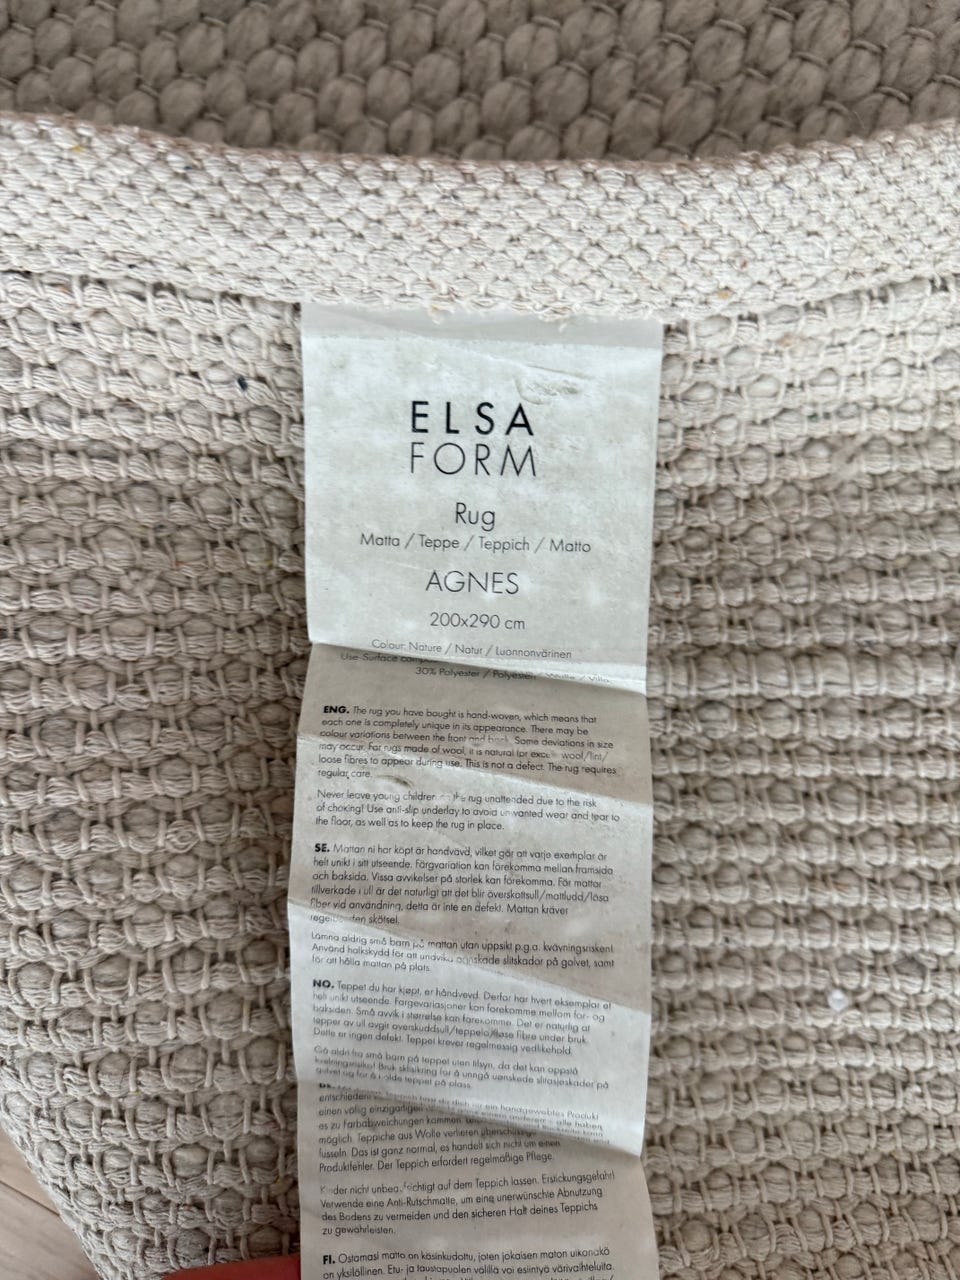 ELSA
FORM
Rug
Matta / Teppe / Teppich / Matto
AGNES
200x290 cm
Colour: Nature / Natur / Luonnonvärinen
Use-Surface
30% Polyester / Polyester
ENG. The rug you have bought is hand-woven, which means that
each one is completely unique in its appearance. There may be
colour variations between the front and back. Some deviations in size
may occur. For rugs made of wool, it is natural for wool/lint/
loose fibres to appear during use. This is not a defect. The rug requires
regular care.
Never leave young children the rug unattended due to the risk
of choking! Use anti-slip underlay to avoid unwanted wear and tear to
the floor, as well as to keep the rug in place.
SE. Mattan ni har köpt är handvävd, vilket gör att varje exemplar är
helt unikt i sitt utseende. Färgvariation kan förekomma mellan framsida
och baksida. Vissa avvikelser på storlek kan förekomma. För mattor
tillverkade i ull är det naturligt att det blir överskottsull/mattludd/lösa
fiber vid användning, detta är inte en defekt. Mattan kräver
skötsel.
Lämna aldrig små barn på mattan utan uppsikt p.g.a. kvävningsrisken!
Använd halkskydd för att undvika oönskade slitskador på golvet, samt
för att hålla mattan på plats.
NO. Teppet du har kjøpt, er håndvevd. Derfor har hvert eksemplar et
helt unikt utseende. Fargevariasjoner kan forekomme mellom for- og
baksiden. Små avvik i størrelse kan forekomme. Det er naturlig at
tepper av ull avgir overskuddsull/teppelo/løse fibre under bruk.
Dette er ingen defekt. Teppet krever regelmessig vedlikehold.
små barn på teppet uten tilsyn, da det kan oppstå
Bruk sklisikring for å unngå uønskede slitasjeskader på
gulvet og for å teppet på plass.
entschieden ein handgewebtes Produkt
einen völlig einzigartigen alle haben
es zu Farbabweichungen kommen
möglich. Teppiche aus Wolle verlieren
fusseln. Das ist ganz normal, es handelt sich nicht um einen
Produktfehler. Der Teppich erfordert regelmäßige Pflege.
Kinder nicht unbeaufsichtigt auf dem Teppich lassen. Erstickungsgefahr!
Verwende eine Anti-Rutschmatte, um eine unerwünschte Abnutzung
des Bodens zu vermeiden und den sicheren Halt deines Teppichs
zu gewährleisten.
FI. Ostamasi matto on käsinkudottu, joten jokaisen maton ulkonäkö
on yksilöllinen. Etu- ja taustapuolen välillä voi esiintyä värivaihteluita.